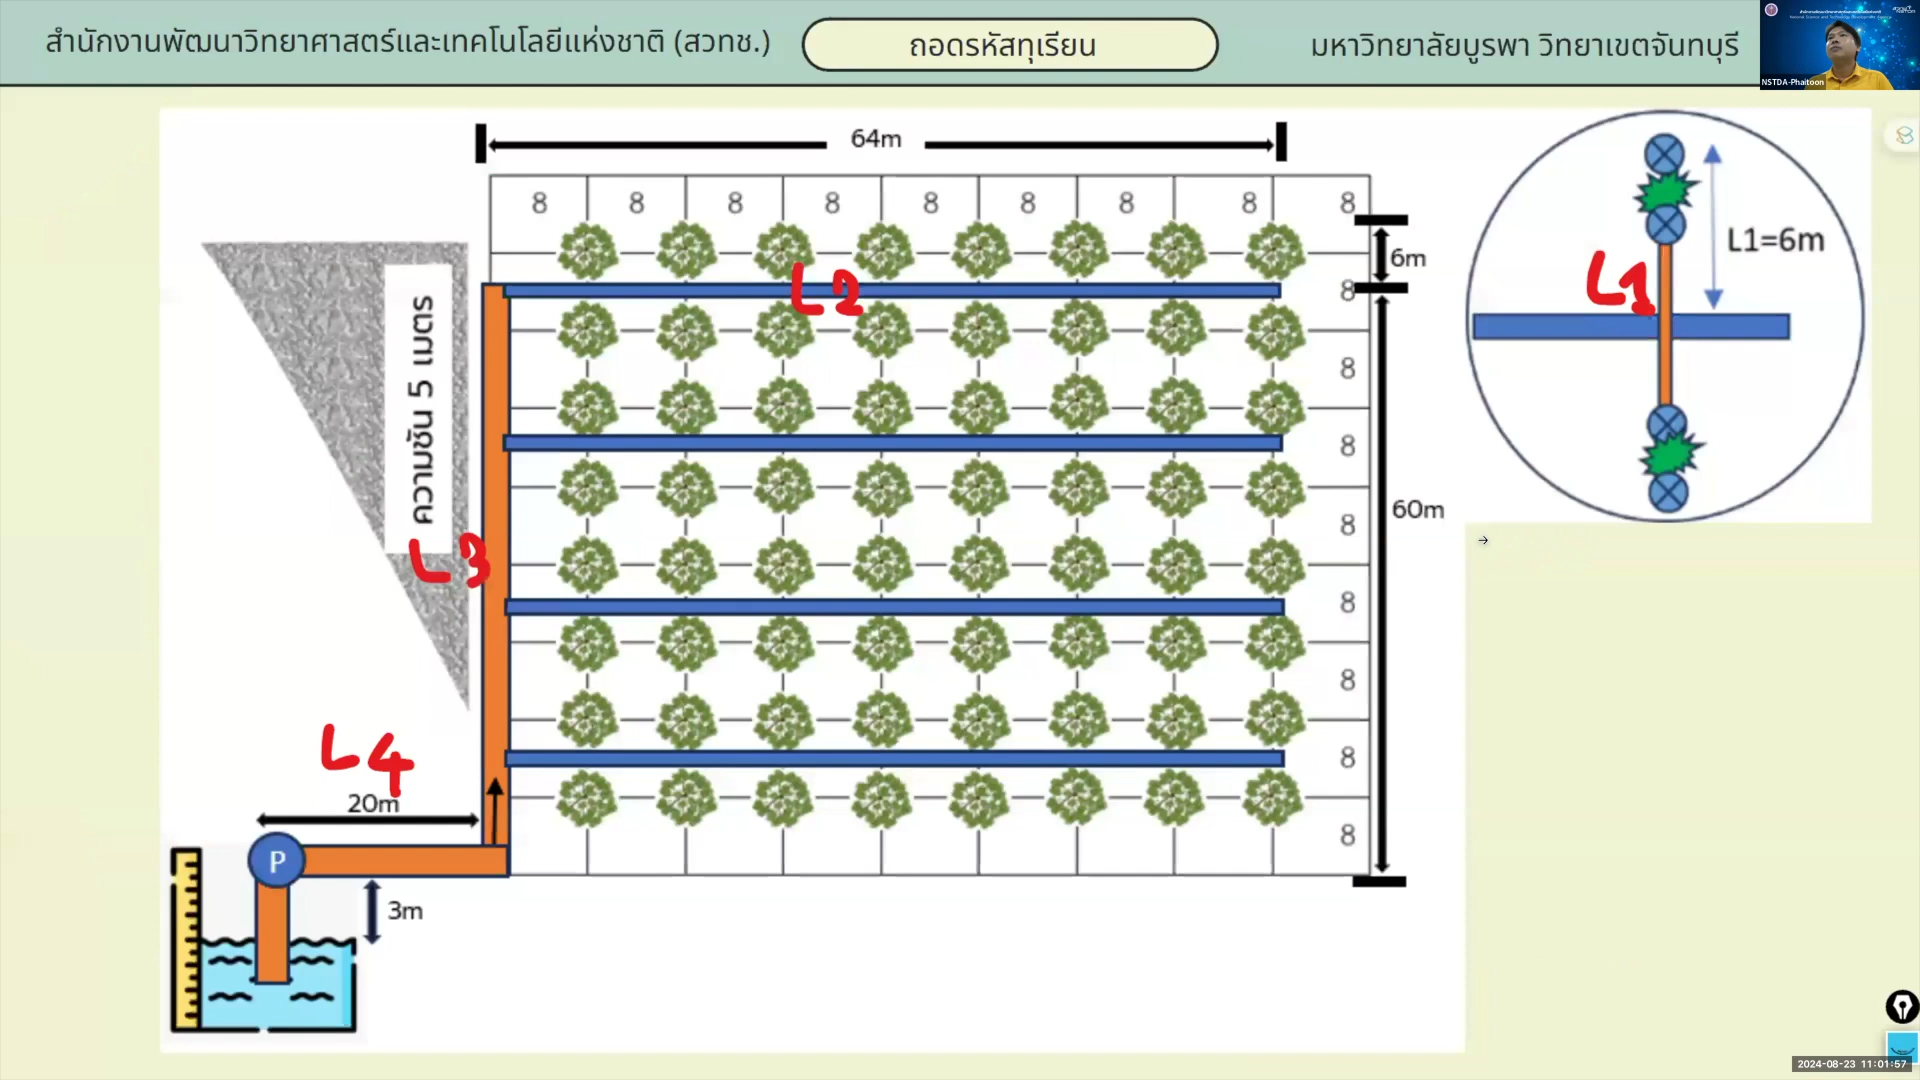 สำนักงานพัฒนาวิทยาศาสตร์และเทคโนโลยีแห่งชาติ (สวทช.)
ถอดรหัสทุเรียน
มหาวิทยาลัยบูรพา วิทยาเขตจันทบุรี
NSTDA-Phaitoon
64m
8 8 8 8 8 8 8 8 8
6m
8
8
8
8
8
8
8
8
60m
L1=6m
L1
L2
ความชัน 5 เมตร
L3
L4
20m
P
3m
2024-08-23 11:01:57